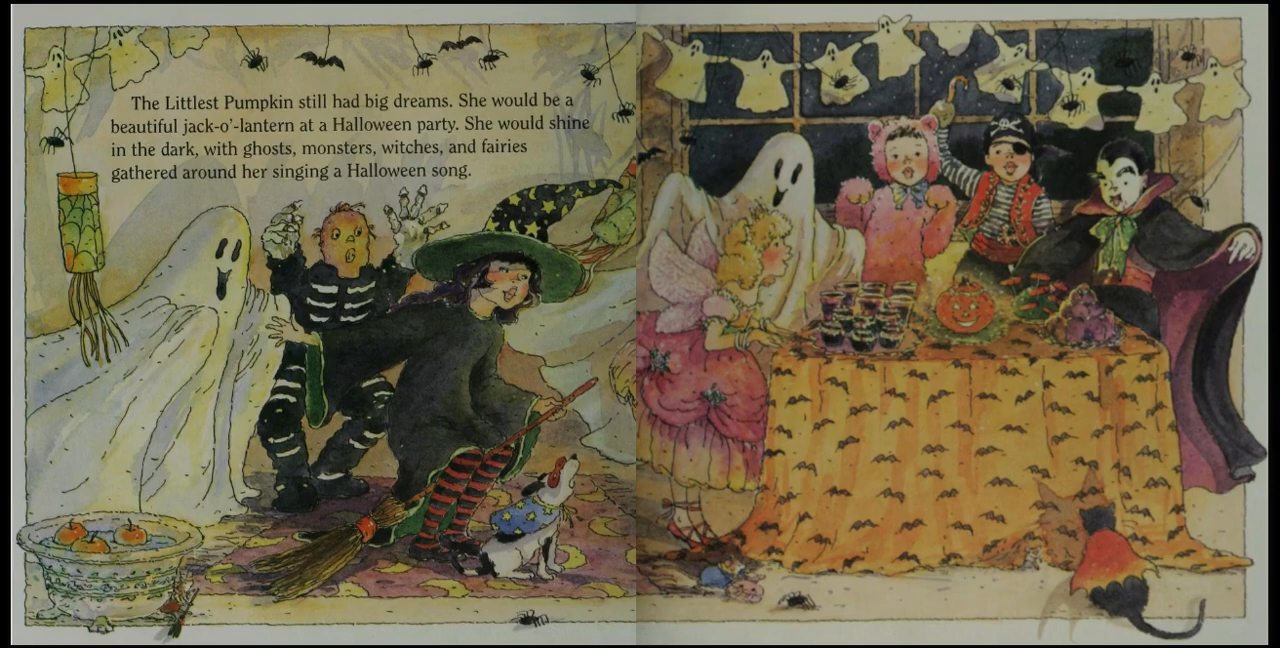 The Littlest Pumpkin still had big dreams. She would be a
beautiful jack-o'-lantern at a Halloween party. She would shine
in the dark, with ghosts, monsters, witches, and fairies
gathered around her singing a Halloween song.